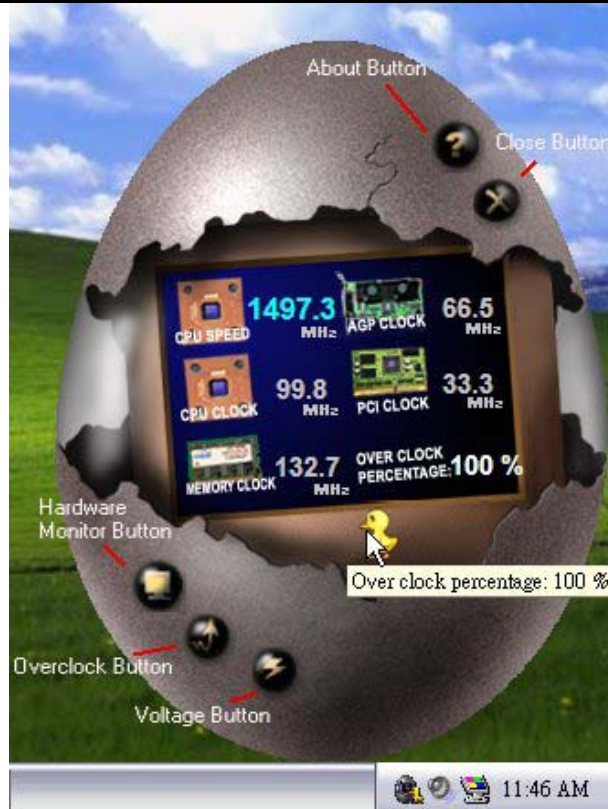 About Button
Close Button
CPU SPEED
1497.3
MHz
AGP CLOCK
66.5
MHz
CPU CLOCK
99.8
MHz
PCI CLOCK
33.3
MHz
MEMORY CLOCK
132.7
MHz
OVER CLOCK
PERCENTAGE:100 %
Hardware
Monitor Button
Over clock percentage: 100 %
Overclock Button
Voltage Button
11:46 AM